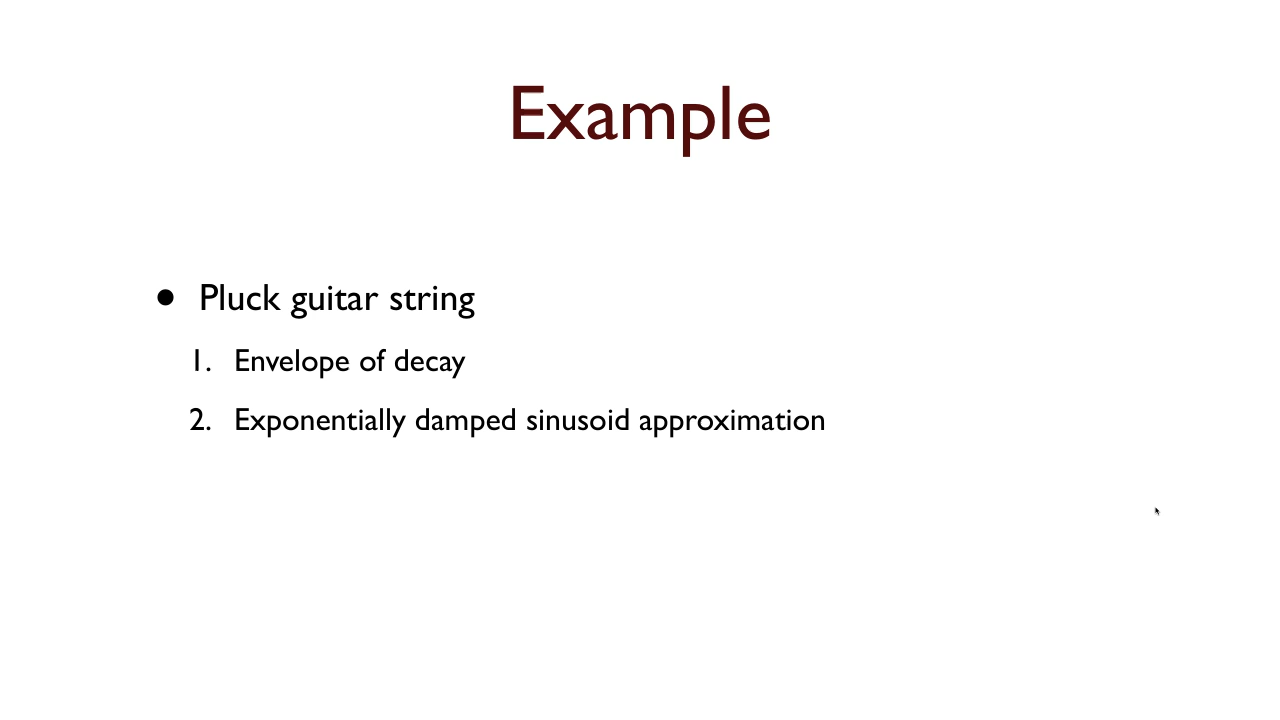 Example
• Pluck guitar string
1. Envelope of decay
2. Exponentially damped sinusoid approximation